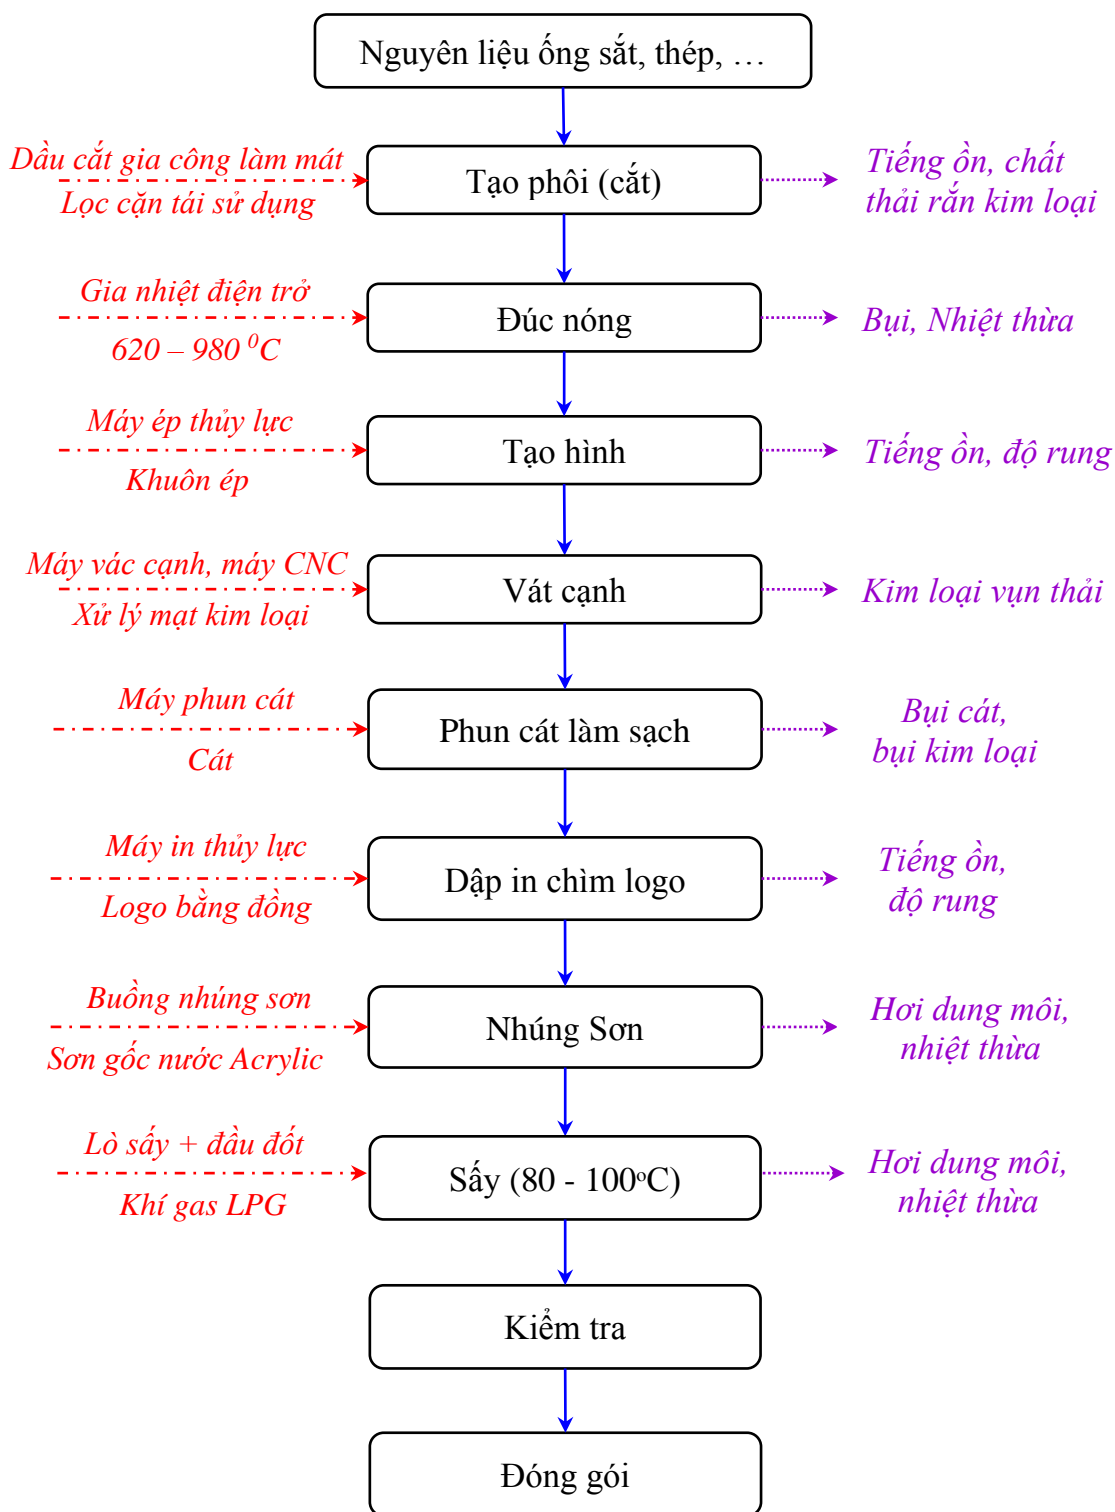 Nguyên liệu ống sắt, thép, …
Dầu cắt gia công làm mát
Lọc cặn tái sử dụng
Tạo phôi (cắt)
Tiếng ồn, chất
thải rắn kim loại
Gia nhiệt điện trở
620 – 980 ⁰C
Đúc nóng
Bụi, Nhiệt thừa
Máy ép thủy lực
Khuôn ép
Tạo hình
Tiếng ồn, độ rung
Máy vác cạnh, máy CNC
Xử lý mạt kim loại
Vát cạnh
Kim loại vụn thải
Máy phun cát
Cát
Phun cát làm sạch
Bụi cát,
bụi kim loại
Máy in thủy lực
Logo bằng đồng
Dập in chìm logo
Tiếng ồn,
độ rung
Buồng nhúng sơn
Sơn gốc nước Acrylic
Nhúng Sơn
Hơi dung môi,
nhiệt thừa
Lò sấy + đầu đốt
Khí gas LPG
Sấy (80 - 100ᵒC)
Hơi dung môi,
nhiệt thừa
Kiểm tra
Đóng gói